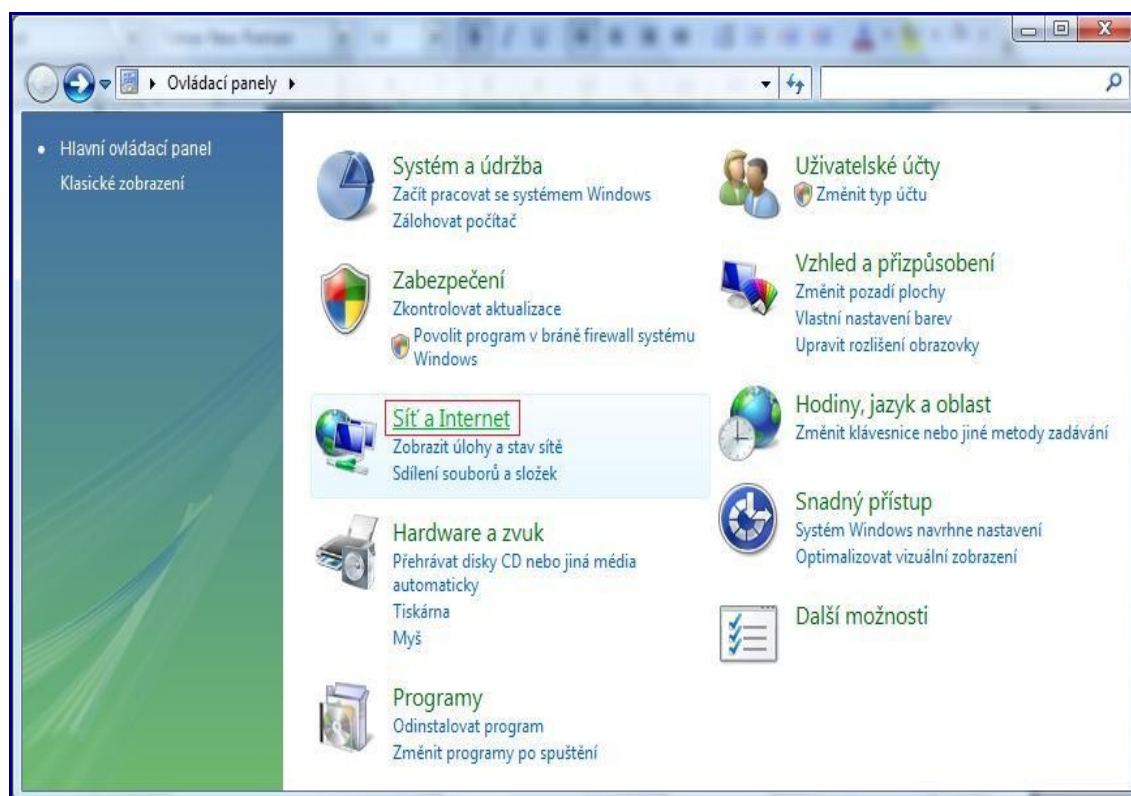 Ovládací panely
Hlavní ovládací panel
Klasické zobrazení
Systém a údržba
Začít pracovat se systémem Windows
Zálohovat počítač
Zabezpečení
Zkontrolovat aktualizace
Povolit program v bráně firewall systému
Windows
Síť a Internet
Zobrazit úlohy a stav sítě
Sdílení souborů a složek
Hardware a zvuk
Přehrávat disky CD nebo jiná média
automaticky
Tiskárna
Myš
Programy
Odinstalovat program
Změnit programy po spuštění
Uživatelské účty
Změnit typ účtu
Vzhled a přizpůsobení
Změnit pozadí plochy
Vlastní nastavení barev
Upravit rozlišení obrazovky
Hodiny, jazyk a oblast
Změnit klávesnice nebo jiné metody zadávání
Snadný přístup
Systém Windows navrhne nastavení
Optimalizovat vizuální zobrazení
Další možnosti